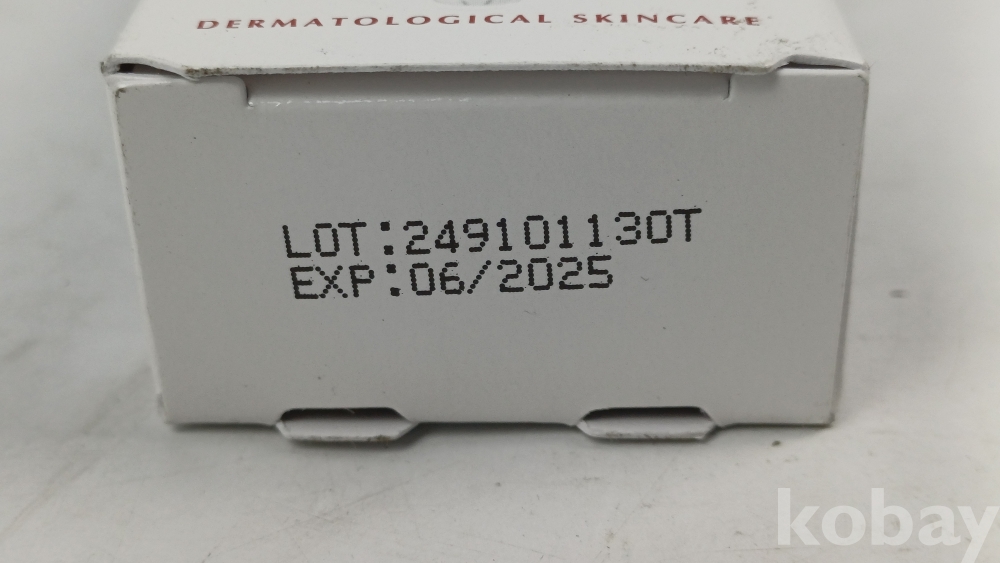 DERMATOLOGICAL SKINCARE
LOT:249101130T
EXP:06/2025
kobay